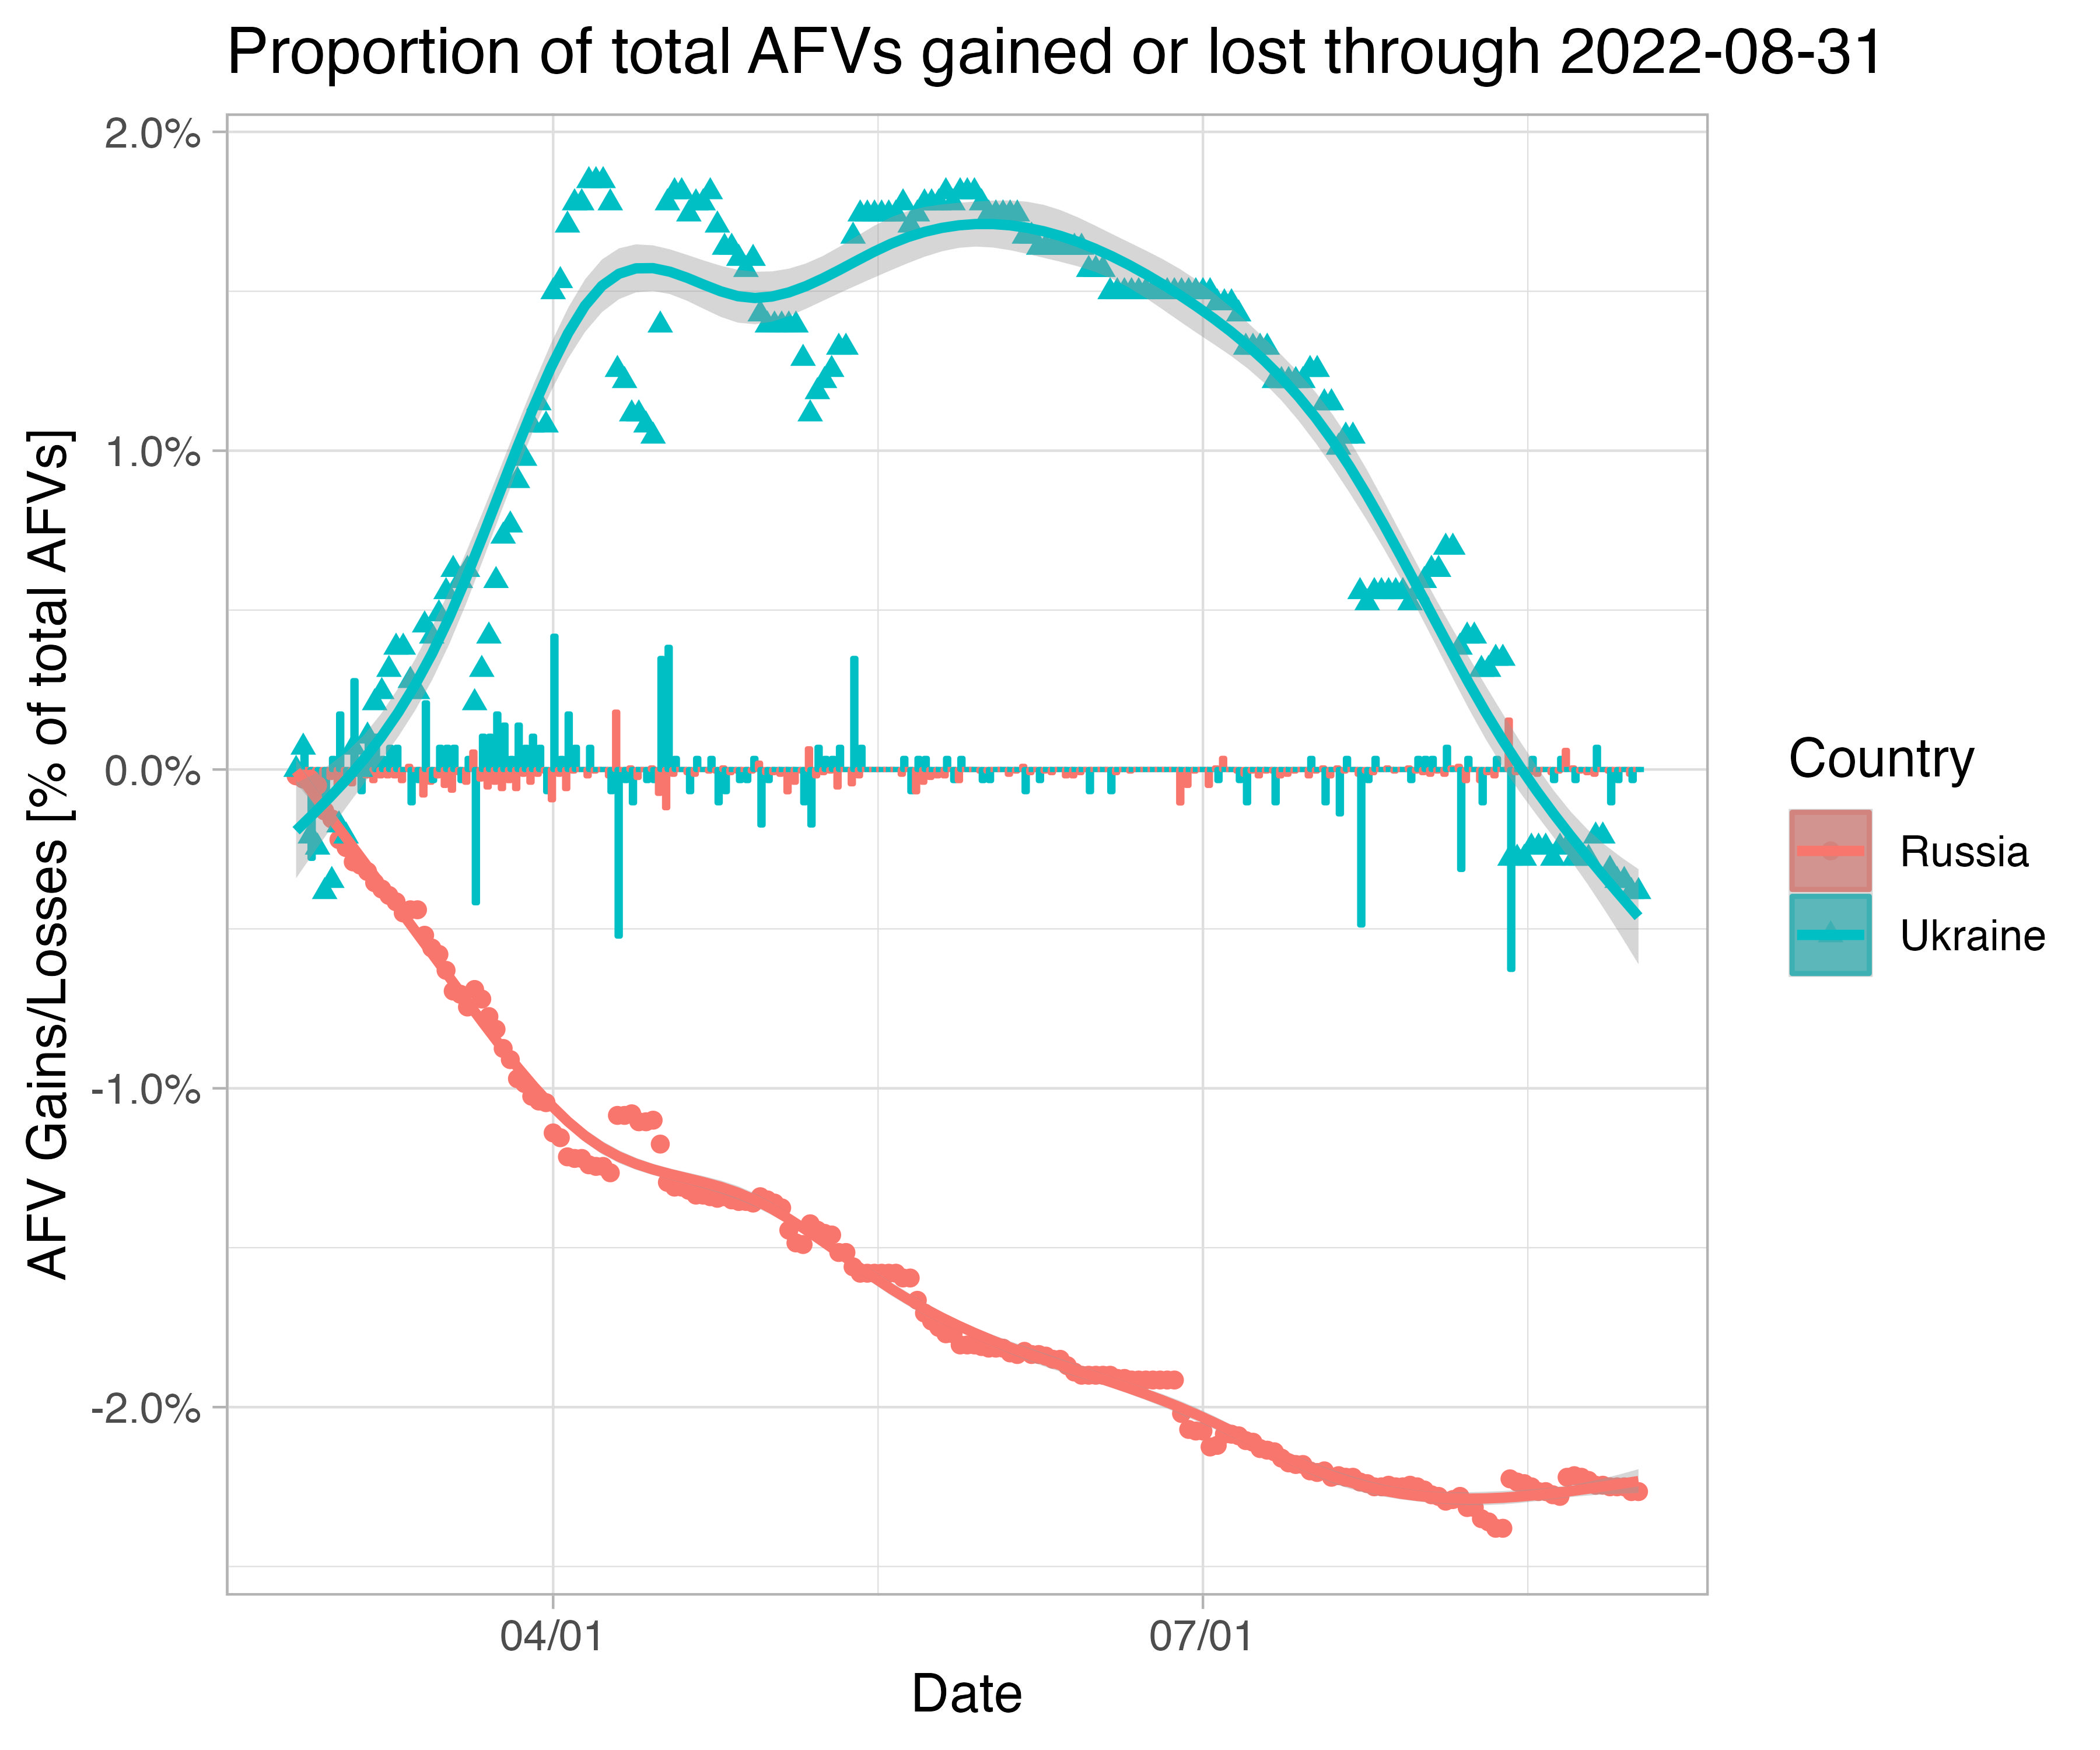 Proportion of total AFVs gained or lost through 2022-08-31
AFV Gains/Losses [% of total AFVs]
2.0%
1.0%
0.0%
-1.0%
-2.0%
04/01
07/01
Date
Country
Russia
Ukraine